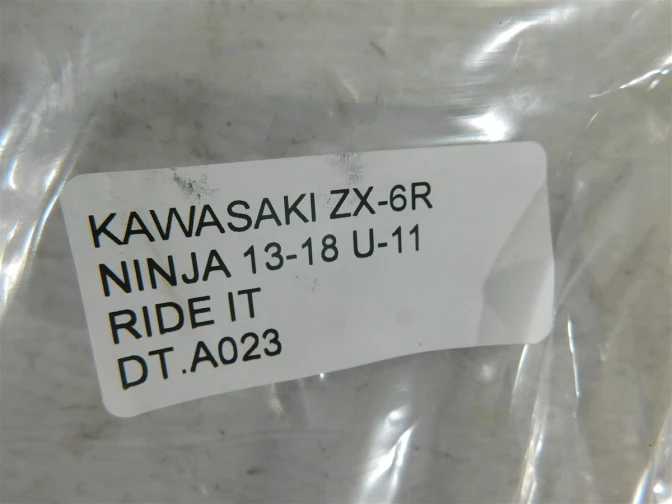 KAWASAKI ZX-6R
NINJA 13-18 U-11
RIDE IT
DT.A023